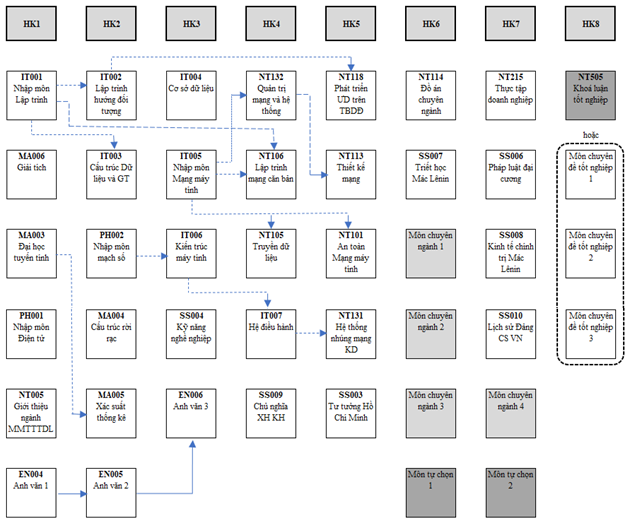 HK1
HK2
HK3
HK4
HK5
HK6
HK7
HK8
IT001
Nhập môn
Lập trình
IT002
Lập trình
hướng đối
tượng
IT004
Cơ sở dữ liệu
NT132
Quản trị
mạng và hệ
thống
NT118
Phát triển
UD trên
TBDĐ
NT114
Đồ án
chuyên
ngành
NT215
Thực tập
doanh nghiệp
NT505
Khoá luận
tốt nghiệp
hoặc
MA006
Giải tích
IT003
Cấu trúc Dữ
liệu và GT
IT005
Nhập môn
Mạng máy
tính
NT106
Lập trình
mạng căn bản
NT113
Thiết kế
mạng
SS007
Triết học
Mác Lênin
SS006
Pháp luật đại
cương
Môn chuyên
đề tốt nghiệp
1
MA003
Đại học
tuyến tính
PH002
Nhập môn
mạch số
IT006
Kiến trúc
máy tính
NT105
Truyền dữ
liệu
NT101
An toàn
Mạng máy
tính
Môn chuyên
ngành 1
SS008
Kinh tế chính
trị Mác
Lênin
Môn chuyên
đề tốt nghiệp
2
PH001
Nhập môn
Điện tử
MA004
Cấu trúc rời
rạc
SS004
Kỹ năng
nghề nghiệp
IT007
Hệ điều hành
NT131
Hệ thống
nhúng mạng
KD
Môn chuyên
ngành 2
SS010
Lịch sử Đảng
CS VN
Môn chuyên
đề tốt nghiệp
3
NT005
Giới thiệu
ngành
MMTTTDL
MA005
Xác suất
thống kê
EN006
Anh văn 3
SS009
Chủ nghĩa
XH KH
SS003
Tư tưởng Hồ
Chí Minh
Môn chuyên
ngành 3
Môn chuyên
ngành 4
EN004
Anh văn 1
EN005
Anh văn 2
Môn tự chọn
1
Môn tự chọn
2